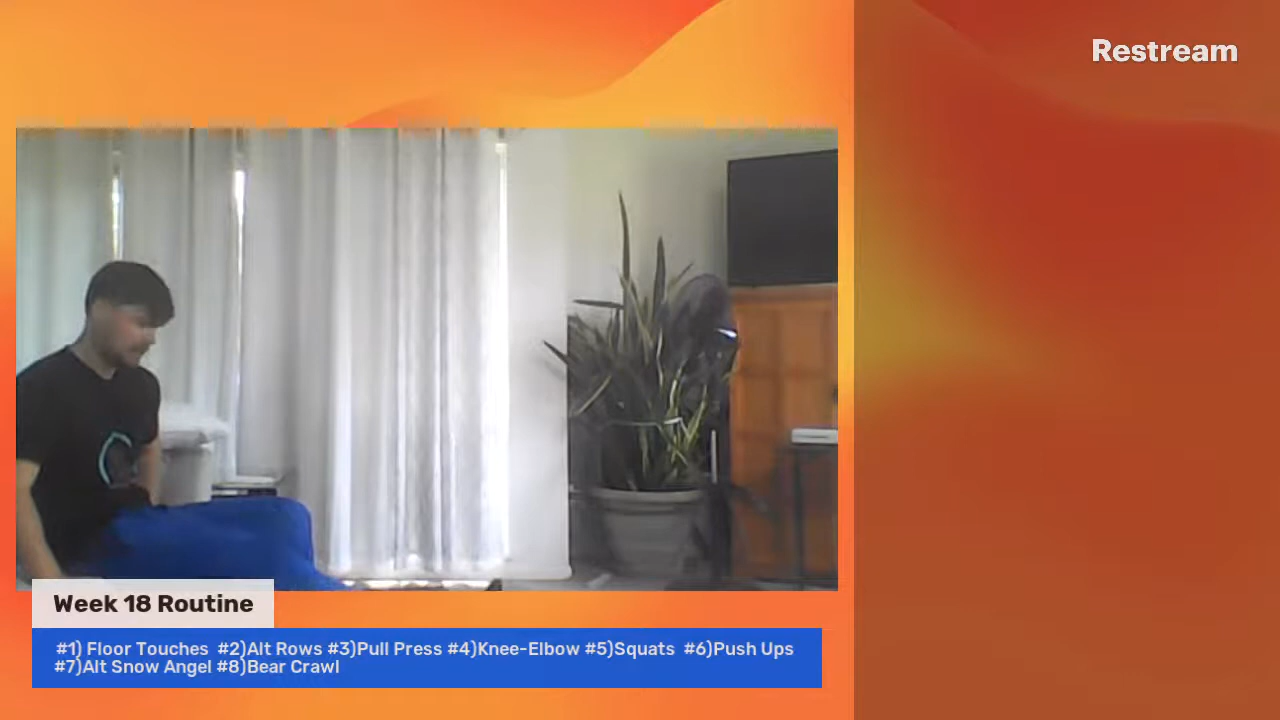 Restream
Week 18 Routine
#1) Floor Touches  #2)Alt Rows #3)Pull Press #4)Knee-Elbow #5)Squats  #6)Push Ups
#7)Alt Snow Angel #8)Bear Crawl